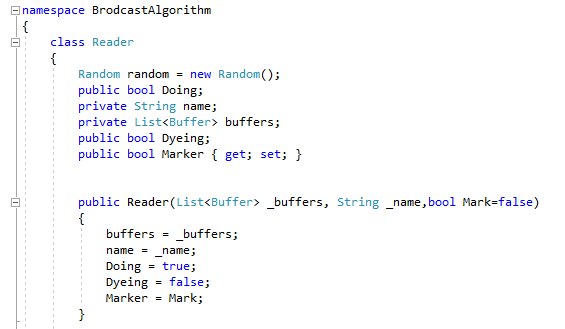 namespace BrodcastAlgorithm
{
class Reader
{
Random random = new Random();
public bool Doing;
private String name;
private List<Buffer> buffers;
public bool Dyeing;
public bool Marker { get; set; }
public Reader(List<Buffer> _buffers, String _name,bool Mark=false)
{
buffers = _buffers;
name = _name;
Doing = true;
Dyeing = false;
Marker = Mark;
}